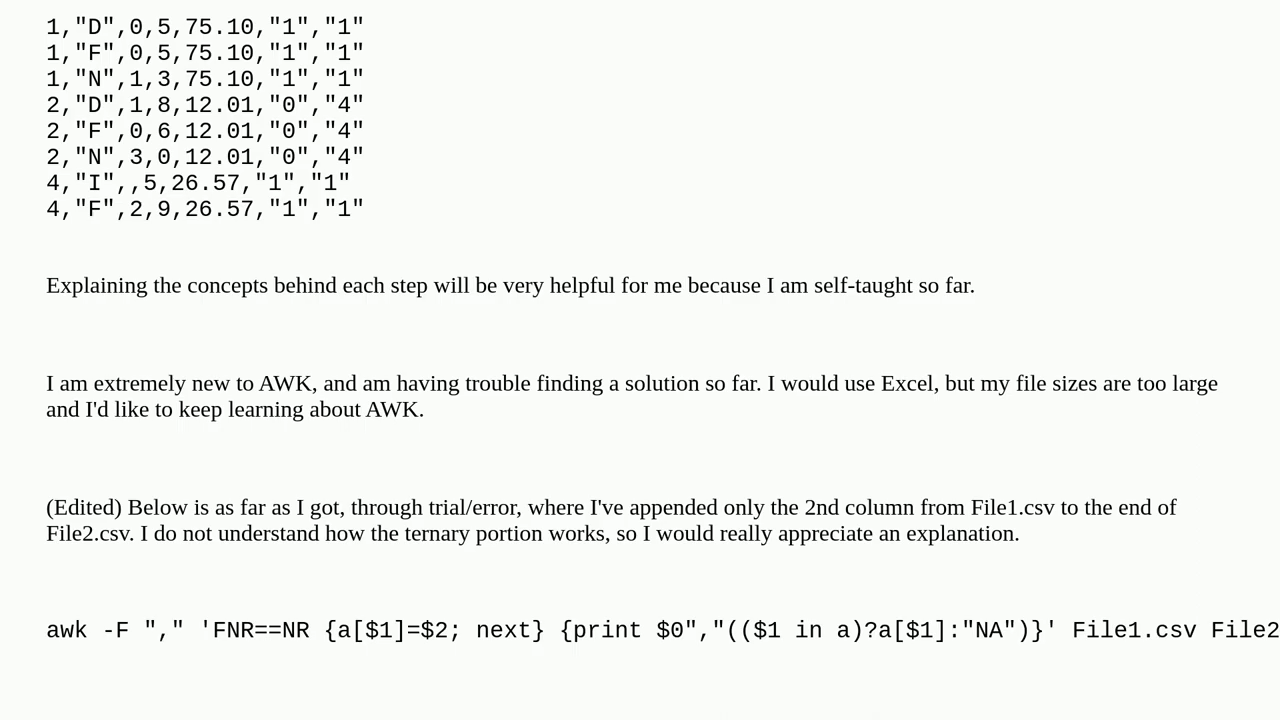 1,"D",0,5,75.10,"1","1"
1,"F",0,5,75.10,"1","1"
1,"N",1,3,75.10,"1","1"
2,"D",1,8,12.01,"0","4"
2,"F",0,6,12.01,"0","4"
2,"N",3,0,12.01,"0","4"
4,"I",,5,26.57,"1","1"
4,"F",2,9,26.57,"1","1"
Explaining the concepts behind each step will be very helpful for me because I am self-taught so far.
I am extremely new to AWK, and am having trouble finding a solution so far. I would use Excel, but my file sizes are too large
and I'd like to keep learning about AWK.
(Edited) Below is as far as I got, through trial/error, where I've appended only the 2nd column from File1.csv to the end of
File2.csv. I do not understand how the ternary portion works, so I would really appreciate an explanation.
awk -F "," 'FNR==NR {a[$1]=$2; next} {print $0","(($1 in a)?a[$1]:"NA")}' File1.csv File2